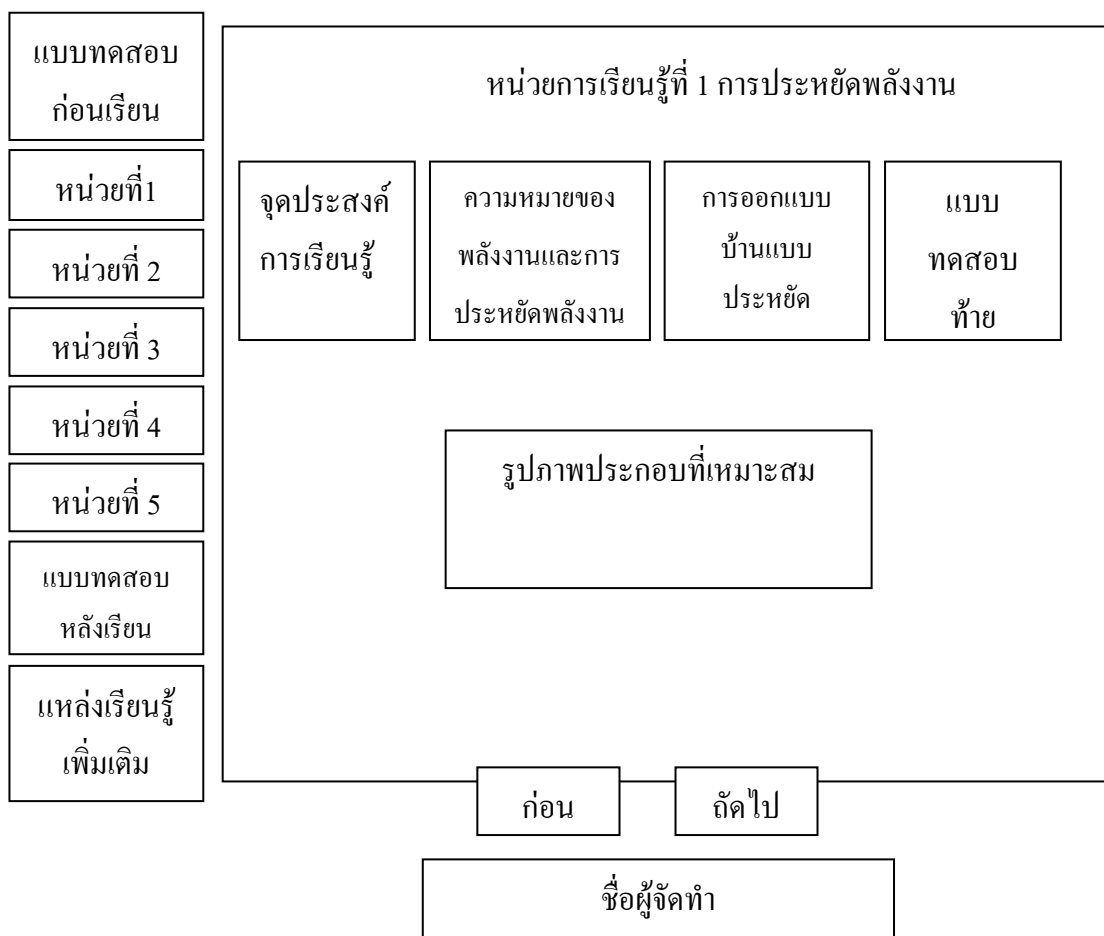 แบบทดสอบ
ก่อนเรียน
หน่วยที่1
หน่วยที่ 2
หน่วยที่ 3
หน่วยที่ 4
หน่วยที่ 5
แบบทดสอบ
หลังเรียน
แหล่งเรียนรู้
เพิ่มเติม
หน่วยการเรียนรู้ที่ 1 การประหยัดพลังงาน
จุดประสงค์
การเรียนรู้
ความหมายของ
พลังงานและการ
ประหยัดพลังงาน
การออกแบบ
บ้านแบบ
ประหยัด
แบบ
ทดสอบ
ท้าย
รูปภาพประกอบที่เหมาะสม
ก่อน
ถัดไป
ชื่อผู้จัดทำ